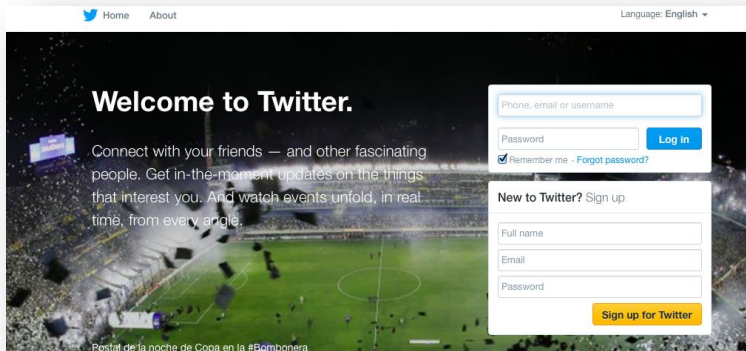 Home About
Language: English
Welcome to Twitter.
Connect with your friends — and other fascinating
people. Get in-the-moment updates on the things
that interest you. And watch events unfold, in real
time, from every angle.
Phone, email or username
Password
Log in
Remember me · Forgot password?
New to Twitter? Sign up
Full name
Email
Password
Sign up for Twitter
Postal de la noche de Copa en la #Bombonera